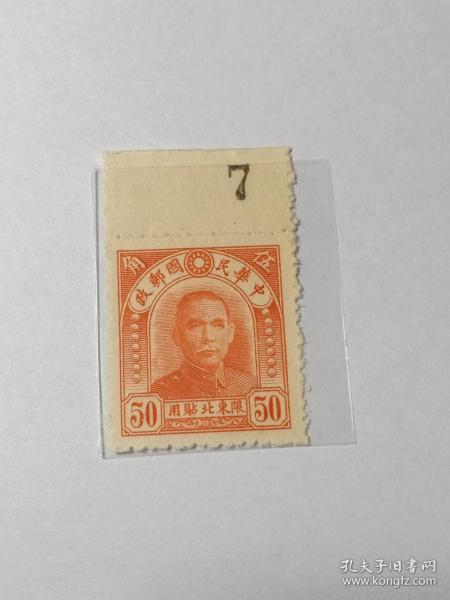 7
角 伍
政郵國民華中
50 用貼北東限 50
孔夫子旧书网
www.kongfz.com